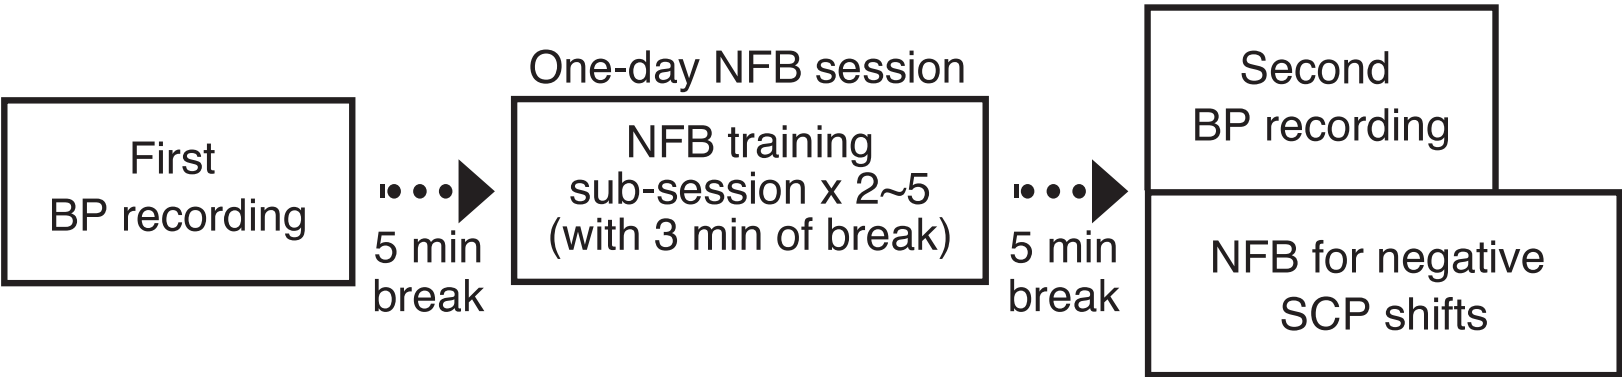 First
BP recording
5 min
break
One-day NFB session
NFB training
sub-session x 2~5
(with 3 min of break)
5 min
break
Second
BP recording
NFB for negative
SCP shifts